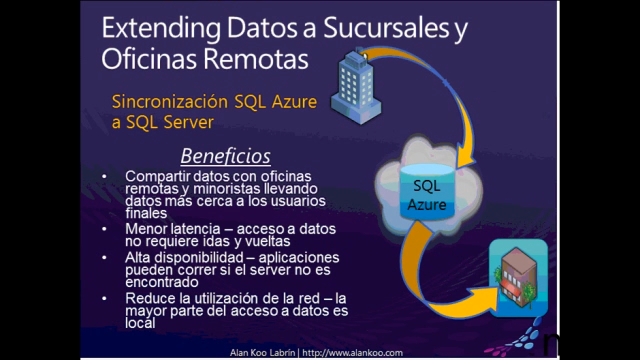 Extending Datos a Sucursales y
Oficinas Remotas
Sincronización SQL Azure
a SQL Server
Beneficios
• Compartir datos con oficinas
remotas y minoristas llevando
datos más cerca a los usuarios
finales
• Menor latencia – acceso a datos
no requiere idas y vueltas
• Alta disponibilidad – aplicaciones
pueden correr si el server no es
encontrado
• Reduce la utilización de la red – la
mayor parte del acceso a datos es
local
SQL
Azure
Alan Koo Labrín | http://www.alankoo.com